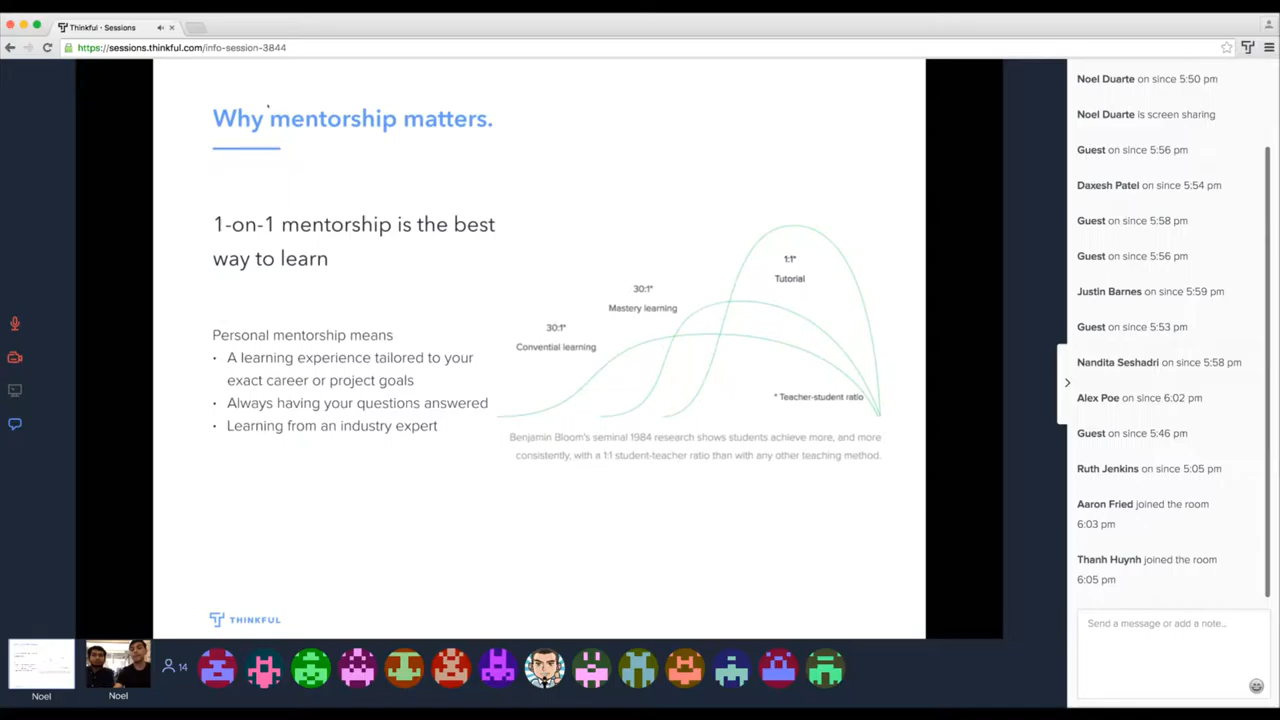 Thinkful - Sessions
https://sessions.thinkful.com/info-session-3844
Why mentorship matters.
1-on-1 mentorship is the best
way to learn
Personal mentorship means
• A learning experience tailored to your
exact career or project goals
• Always having your questions answered
• Learning from an industry expert
30:1*
Convential learning
30:1*
Mastery learning
1:1*
Tutorial
* Teacher-student ratio
Benjamin Bloom's seminal 1984 research shows students achieve more, and more
consistently, with a 1:1 student-teacher ratio than with any other teaching method.
THINKFUL
Noel Duarte on since 5:50 pm
Noel Duarte is screen sharing
Guest on since 5:56 pm
Daxesh Patel on since 5:54 pm
Guest on since 5:58 pm
Guest on since 5:56 pm
Justin Barnes on since 5:59 pm
Guest on since 5:53 pm
Nandita Seshadri on since 5:58 pm
Alex Poe on since 6:02 pm
Guest on since 5:46 pm
Ruth Jenkins on since 5:05 pm
Aaron Fried joined the room
6:03 pm
Thanh Huynh joined the room
6:05 pm
Send a message or add a note...
Noel
Noel
14